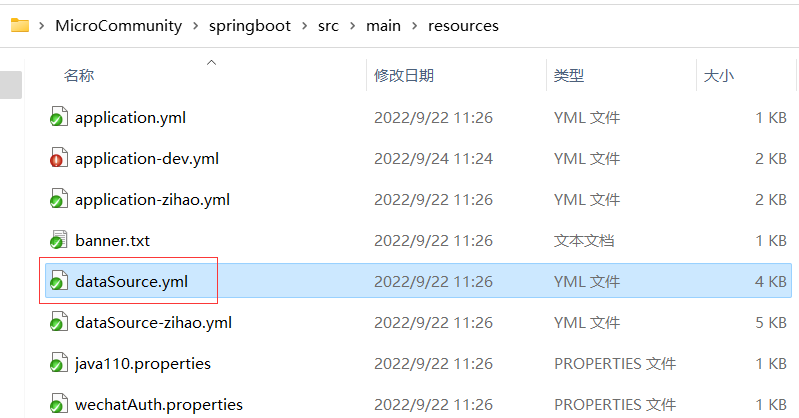 MicroCommunity > springboot > src > main > resources
名称 修改日期 类型 大小
application.yml 2022/9/22 11:26 YML 文件 1 KB
application-dev.yml 2022/9/24 11:24 YML 文件 2 KB
application-zihao.yml 2022/9/22 11:26 YML 文件 2 KB
banner.txt 2022/9/22 11:26 文本文档 1 KB
dataSource.yml 2022/9/22 11:26 YML 文件 4 KB
dataSource-zihao.yml 2022/9/22 11:26 YML 文件 5 KB
java110.properties 2022/9/22 11:26 PROPERTIES 文件 1 KB
wechatAuth.properties 2022/9/22 11:26 PROPERTIES 文件 1 KB